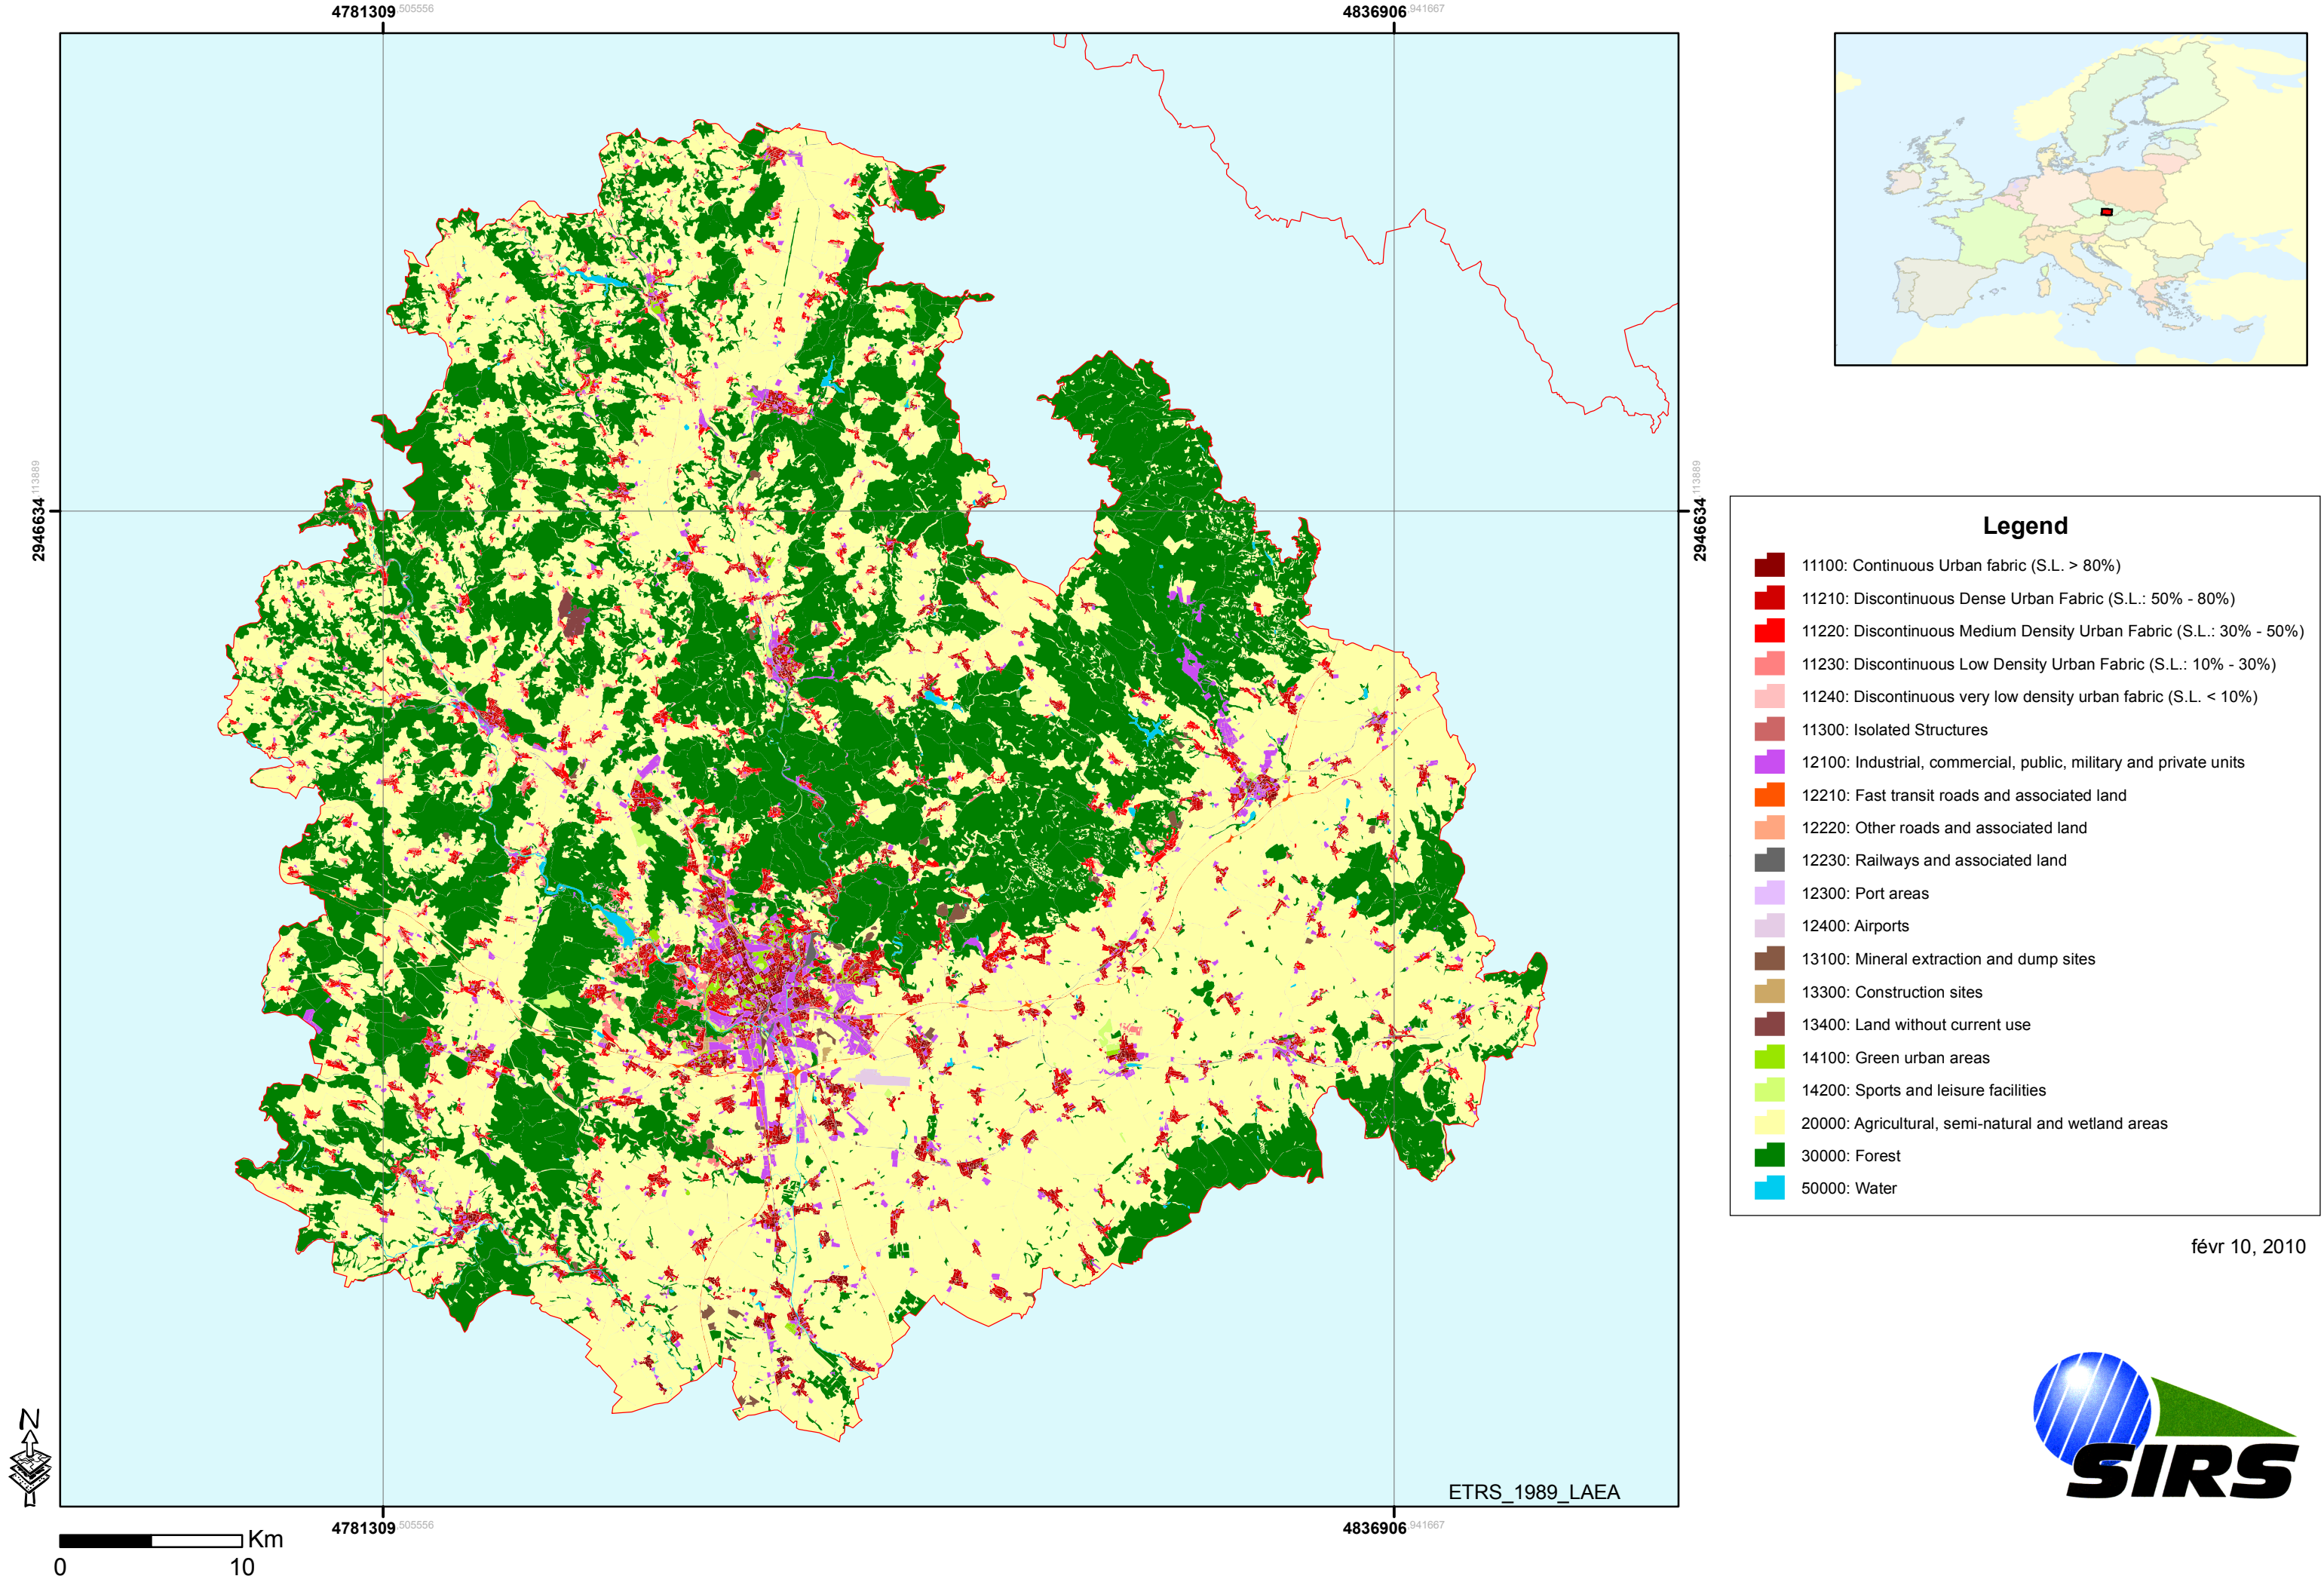 4781309 .505556
4836906 .941667
2946634 .113889
2946634 .113889
Legend
11100: Continuous Urban fabric (S.L. > 80%)
11210: Discontinuous Dense Urban Fabric (S.L.: 50% - 80%)
11220: Discontinuous Medium Density Urban Fabric (S.L.: 30% - 50%)
11230: Discontinuous Low Density Urban Fabric (S.L.: 10% - 30%)
11240: Discontinuous very low density urban fabric (S.L. < 10%)
11300: Isolated Structures
12100: Industrial, commercial, public, military and private units
12210: Fast transit roads and associated land
12220: Other roads and associated land
12230: Railways and associated land
12300: Port areas
12400: Airports
13100: Mineral extraction and dump sites
13300: Construction sites
13400: Land without current use
14100: Green urban areas
14200: Sports and leisure facilities
20000: Agricultural, semi-natural and wetland areas
30000: Forest
50000: Water
févr 10, 2010
SIRS
N
ETRS_1989_LAEA
4781309 .505556
4836906 .941667
Km
0 10